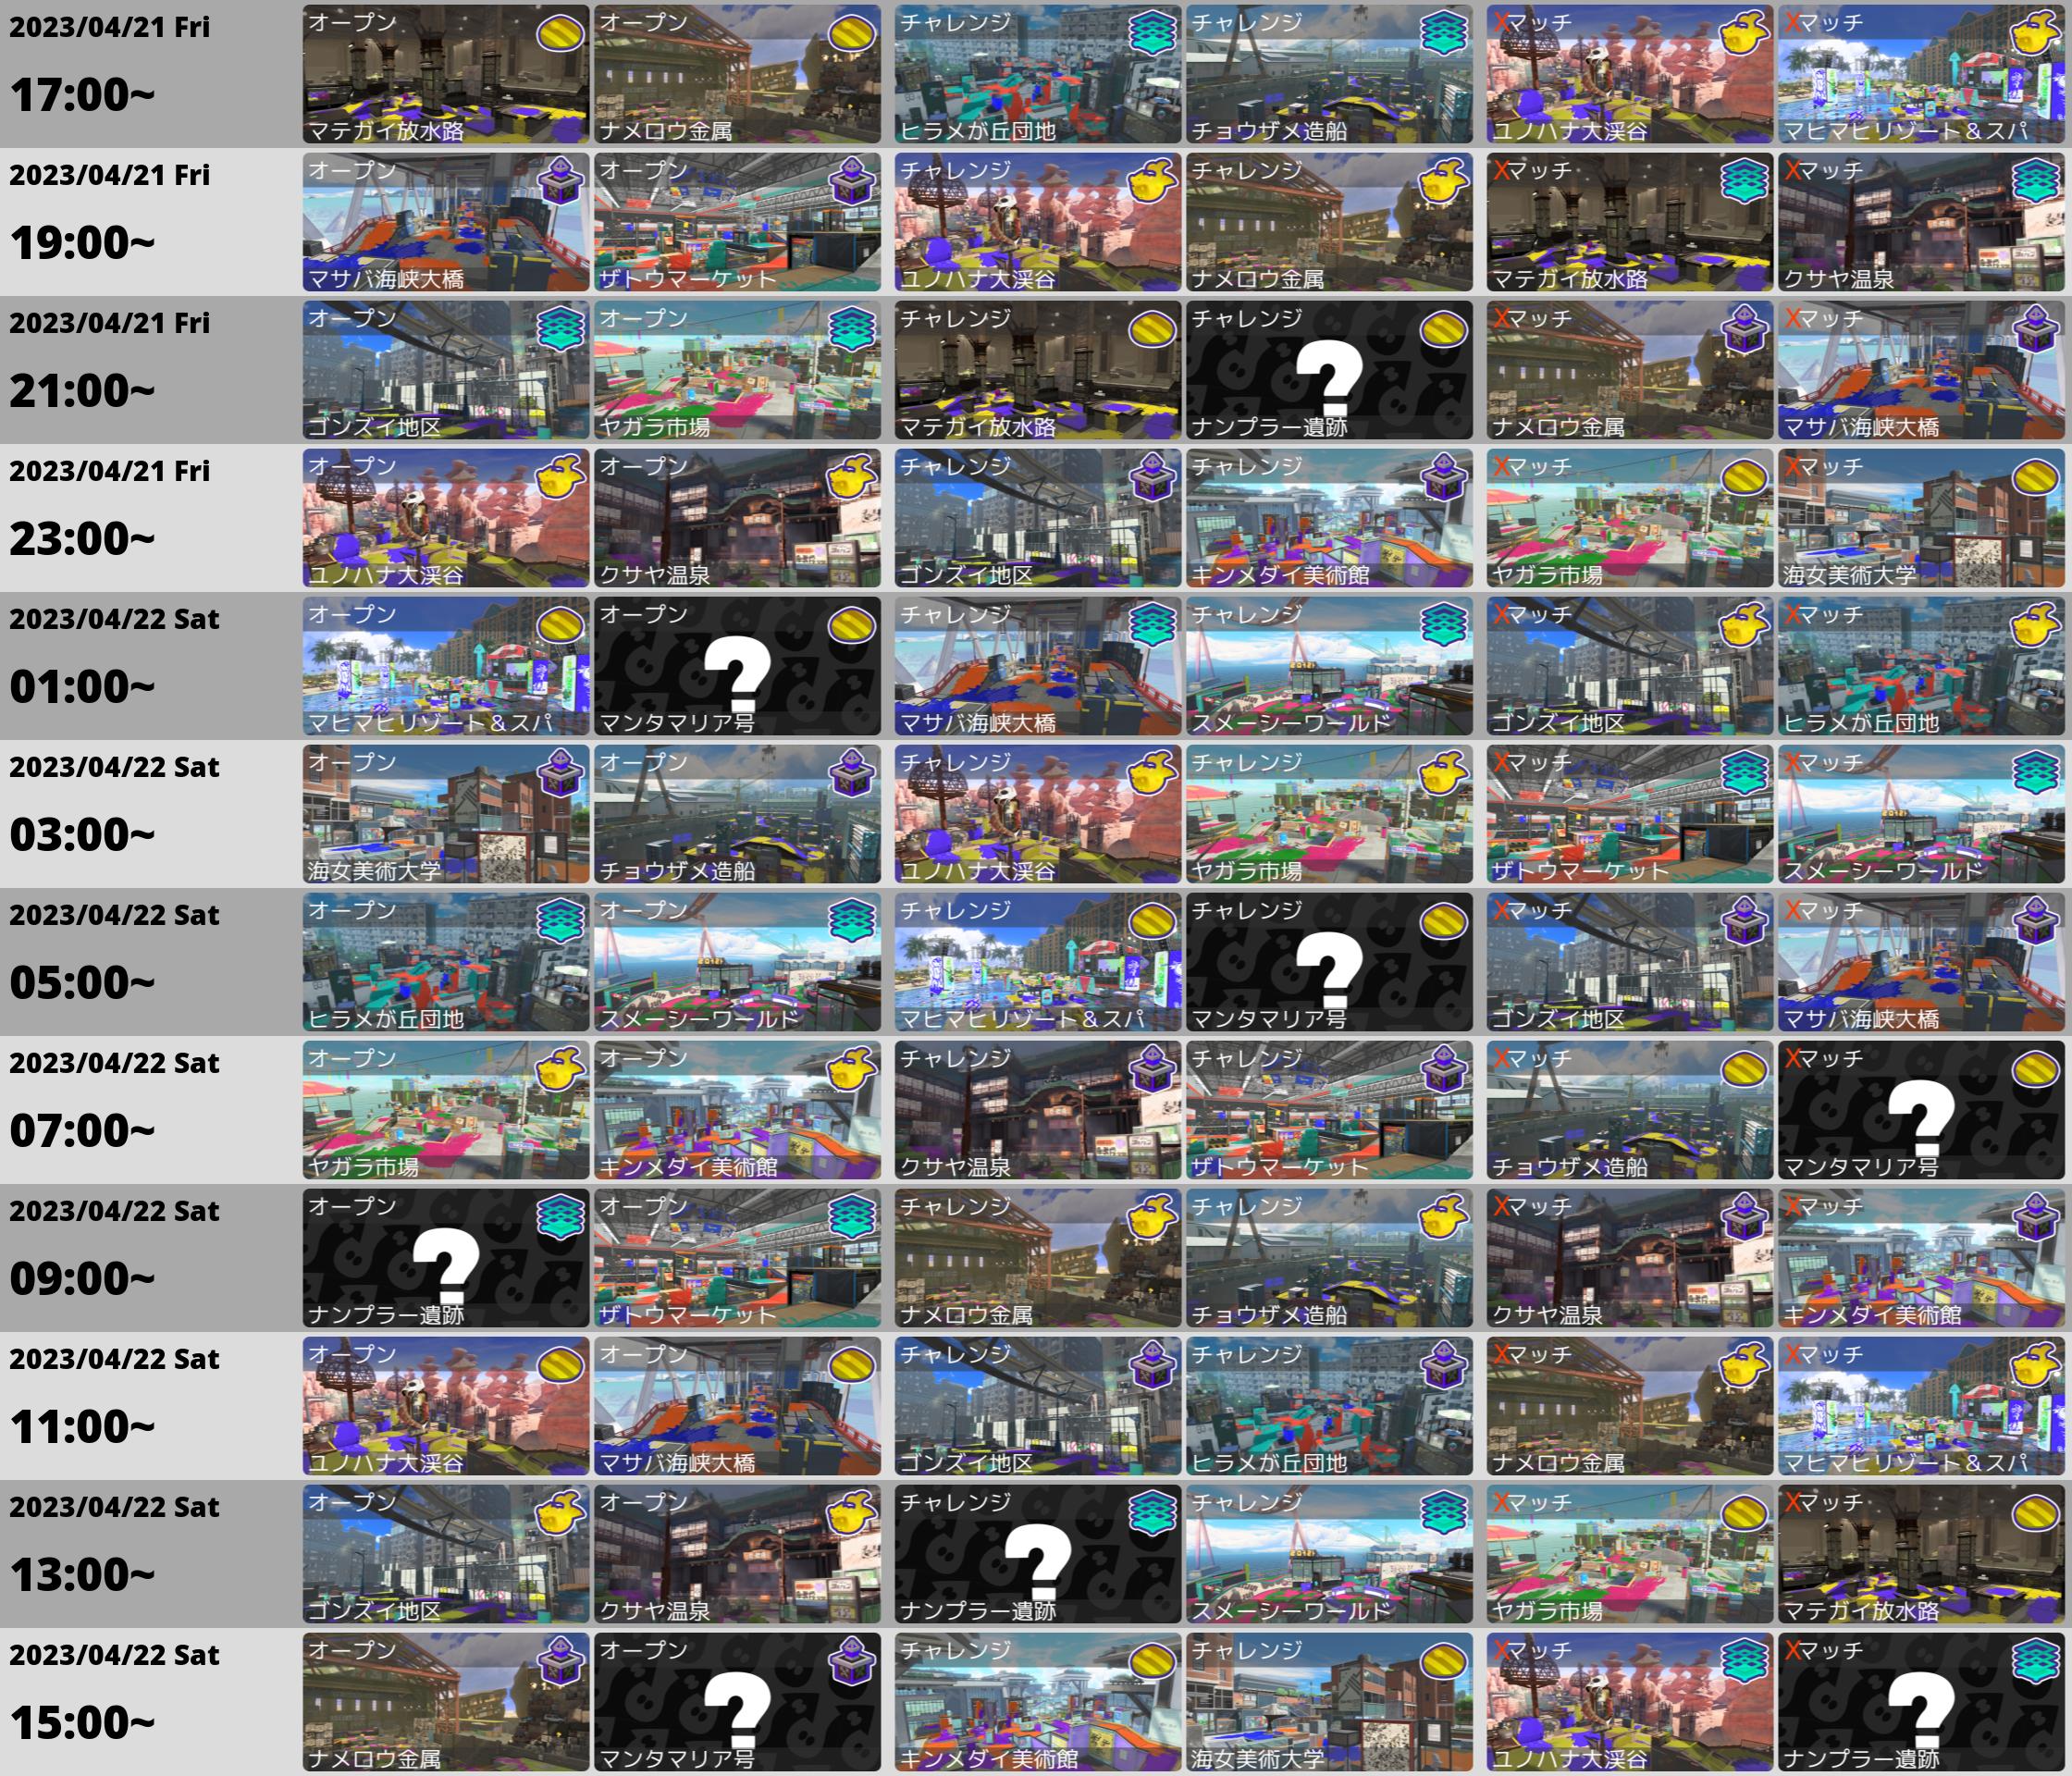 2023/04/21 Fri
17:00~
オープン
マテガイ放水路
オープン
ナメロウ金属
チャレンジ
ヒラメが丘団地
チャレンジ
チョウザメ造船
Xマッチ
ユノハナ大渓谷
Xマッチ
マヒマヒリゾート＆スパ
2023/04/21 Fri
19:00~
オープン
マサバ海峡大橋
オープン
ザトウマーケット
チャレンジ
ユノハナ大渓谷
チャレンジ
ナメロウ金属
Xマッチ
マテガイ放水路
Xマッチ
クサヤ温泉
2023/04/21 Fri
21:00~
オープン
ゴンズイ地区
オープン
ヤガラ市場
チャレンジ
マテガイ放水路
チャレンジ
?
ナンプラー遺跡
Xマッチ
ナメロウ金属
Xマッチ
マサバ海峡大橋
2023/04/21 Fri
23:00~
オープン
ユノハナ大渓谷
オープン
クサヤ温泉
チャレンジ
ゴンズイ地区
チャレンジ
キンメダイ美術館
Xマッチ
ヤガラ市場
Xマッチ
海女美術大学
2023/04/22 Sat
01:00~
オープン
マヒマヒリゾート＆スパ
オープン
?
マンタマリア号
チャレンジ
マサバ海峡大橋
チャレンジ
スメーシーワールド
Xマッチ
ゴンズイ地区
Xマッチ
ヒラメが丘団地
2023/04/22 Sat
03:00~
オープン
海女美術大学
オープン
チョウザメ造船
チャレンジ
ユノハナ大渓谷
チャレンジ
ヤガラ市場
Xマッチ
ザトウマーケット
Xマッチ
スメーシーワールド
2023/04/22 Sat
05:00~
オープン
ヒラメが丘団地
オープン
スメーシーワールド
チャレンジ
マヒマヒリゾート＆スパ
チャレンジ
?
マンタマリア号
Xマッチ
ゴンズイ地区
Xマッチ
マサバ海峡大橋
2023/04/22 Sat
07:00~
オープン
ヤガラ市場
オープン
キンメダイ美術館
チャレンジ
クサヤ温泉
チャレンジ
ザトウマーケット
Xマッチ
チョウザメ造船
Xマッチ
?
マンタマリア号
2023/04/22 Sat
09:00~
オープン
?
ナンプラー遺跡
オープン
ザトウマーケット
チャレンジ
ナメロウ金属
チャレンジ
チョウザメ造船
Xマッチ
クサヤ温泉
Xマッチ
キンメダイ美術館
2023/04/22 Sat
11:00~
オープン
ユノハナ大渓谷
オープン
マサバ海峡大橋
チャレンジ
ゴンズイ地区
チャレンジ
ヒラメが丘団地
Xマッチ
ナメロウ金属
Xマッチ
マヒマヒリゾート＆スパ
2023/04/22 Sat
13:00~
オープン
ゴンズイ地区
オープン
クサヤ温泉
チャレンジ
?
ナンプラー遺跡
チャレンジ
スメーシーワールド
Xマッチ
ヤガラ市場
Xマッチ
マテガイ放水路
2023/04/22 Sat
15:00~
オープン
ナメロウ金属
オープン
?
マンタマリア号
チャレンジ
キンメダイ美術館
チャレンジ
海女美術大学
Xマッチ
ユノハナ大渓谷
Xマッチ
?
ナンプラー遺跡